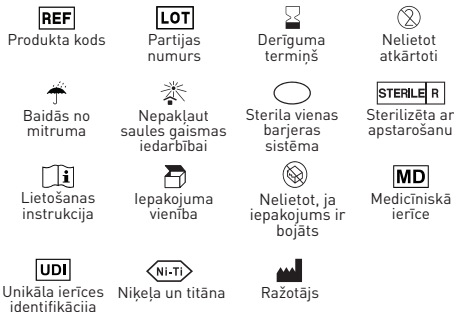 REF LOT
Produkta kods Partijas numurs Derīguma termiņš Nelietot atkārtoti
STERILE R
Baidās no mitruma Nepakļaut saules gaismas iedarbībai Sterila vienas barjeras sistēma Sterilizēta ar apstarošanu
i MD
Lietošanas instrukcija Iepakojuma vienība Nelietot, ja iepakojums ir bojāts Medicīniskā ierīce
UDI Ni-Ti
Unikāla ierīces identifikācija Niķeļa un titāna Ražotājs